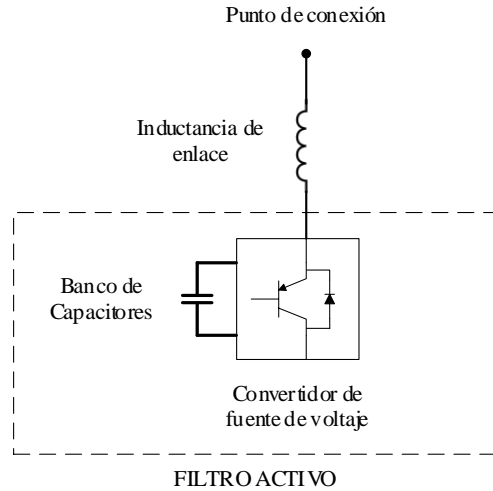 Punto de conexión
Inductancia de
enlace
Banco de
Capacitores
Convertidor de
fuente de voltaje
FILTRO ACTIVO